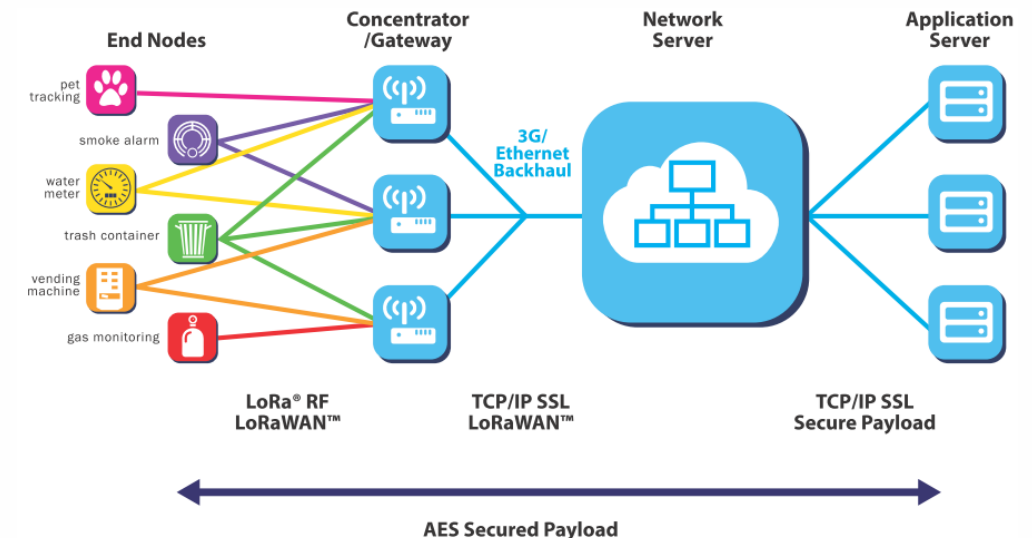 End Nodes
Concentrator
/Gateway
Network
Server
Application
Server
pet
tracking
smoke alarm
water
meter
trash container
vending
machine
gas monitoring
3G/
Ethernet
Backhaul
LoRa® RF
LoRaWAN™
TCP/IP SSL
LoRaWAN™
TCP/IP SSL
Secure Payload
AES Secured Payload